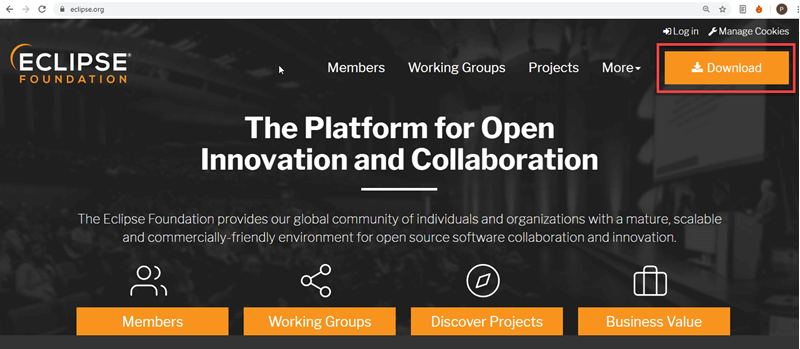 eclipse.org
P
Log in Manage Cookies
ECLIPSE®
FOUNDATION
Members Working Groups Projects More Download
The Platform for Open
Innovation and Collaboration
The Eclipse Foundation provides our global community of individuals and organizations with a mature, scalable
and commercially-friendly environment for open source software collaboration and innovation.
Members Working Groups Discover Projects Business Value